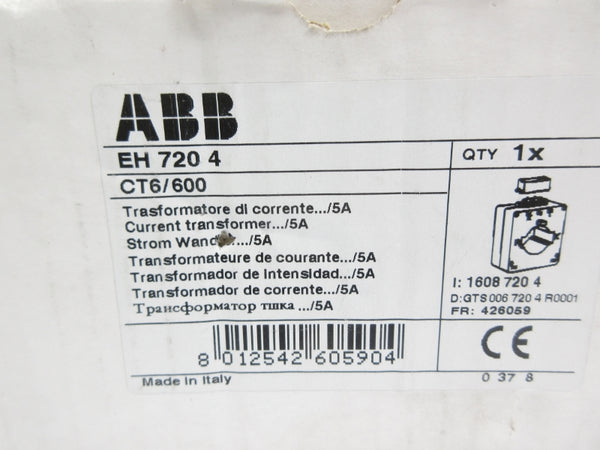 ABB
EH 720 4
QTY 1x
CT6/600
Trasformatore di corrente.../5A
Current transformer.../5A
Strom .../5A
Transformateure de courante.../5A
Transformador de Intensidad.../5A
Transformador de corrente.../5A
Трансформатор тшка .../5A
I: 1608 720 4
D:QTS 006 720 4 R0001
FR: 426059
8 012542 605904
CE
Made in Italy
0 37 8